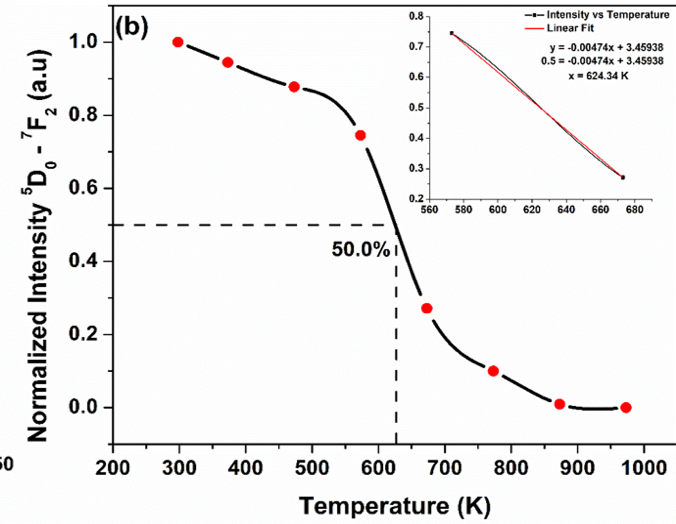 (b)
Normalized Intensity ⁵D₀ - ⁷F₂ (a.u)
1.0
0.8
0.6
0.4
0.2
0.0
50.0%
200 300 400 500 600 700 800 900 1000
Temperature (K)
50
Intensity vs Temperature
Linear Fit
y = -0.00474x + 3.45938
0.5 = -0.00474x + 3.45938
x = 624.34 K
0.8
0.7
0.6
0.5
0.4
0.3
0.2
560 580 600 620 640 660 680